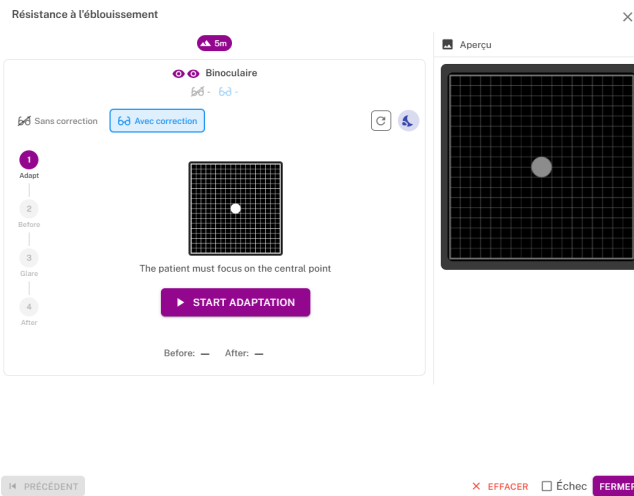 Résistance à l'éblouissement
5m
Aperçu
Binoculaire
- -
Sans correction Avec correction
1
Adapt
2
Before
3
Glare
4
After
The patient must focus on the central point
START ADAPTATION
Before: — After: —
PRÉCÉDENT EFFACER Échec FERMER